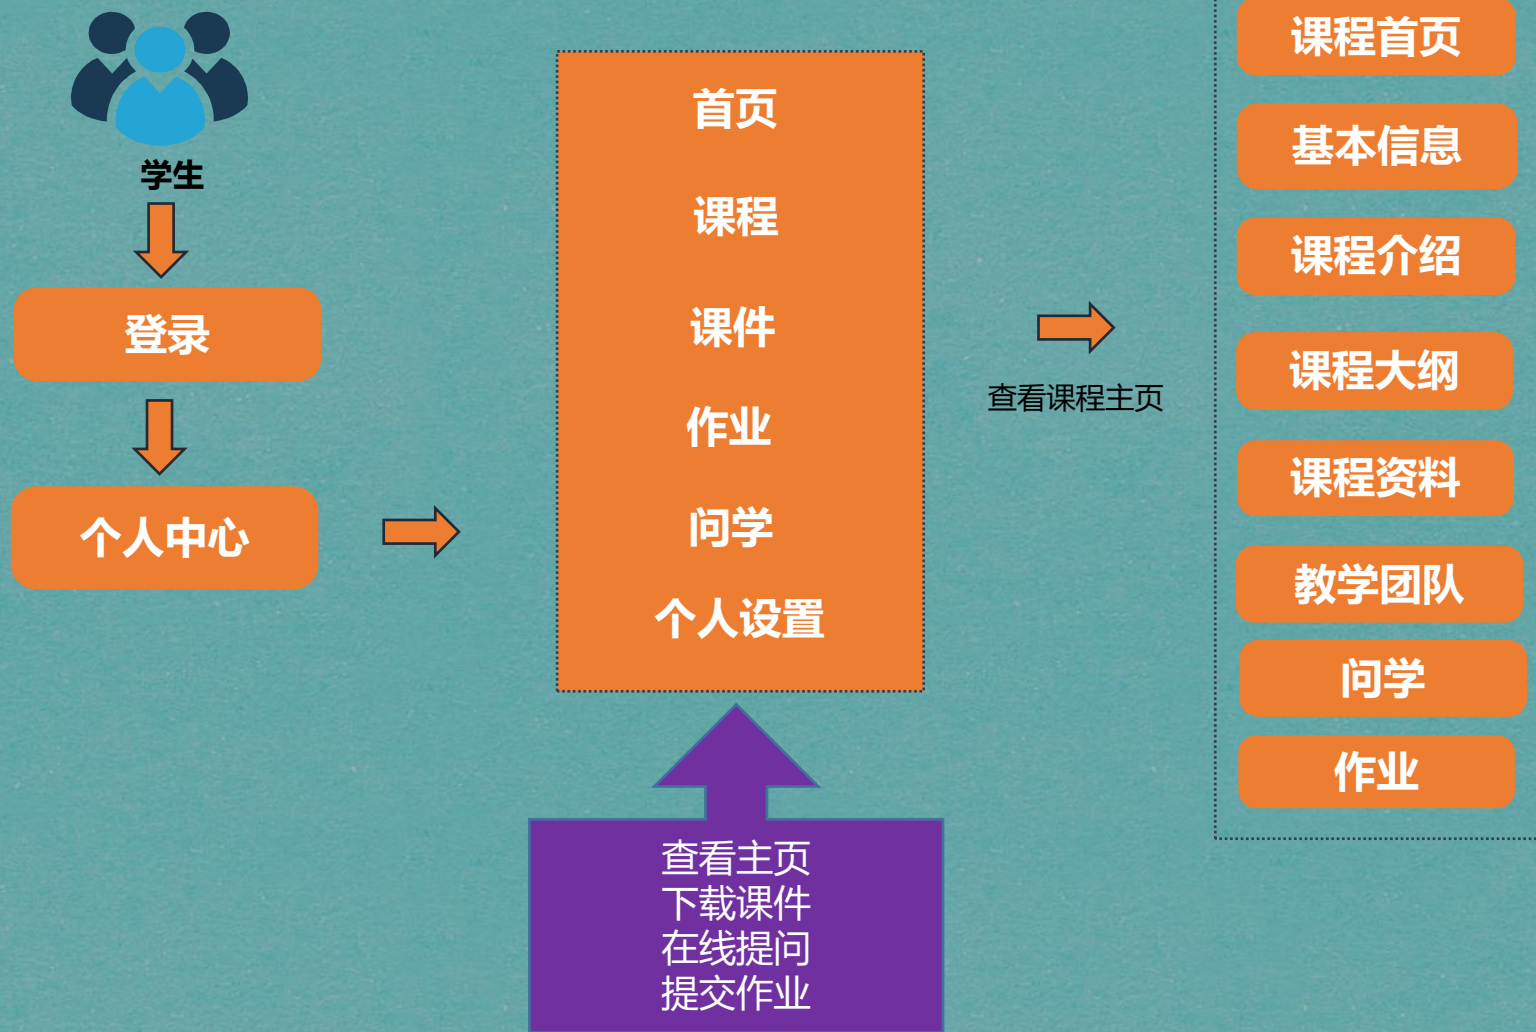 学生
登录
个人中心
首页
课程
课件
作业
问学
个人设置
查看主页
下载课件
在线提问
提交作业
查看课程主页
课程首页
基本信息
课程介绍
课程大纲
课程资料
教学团队
问学
作业